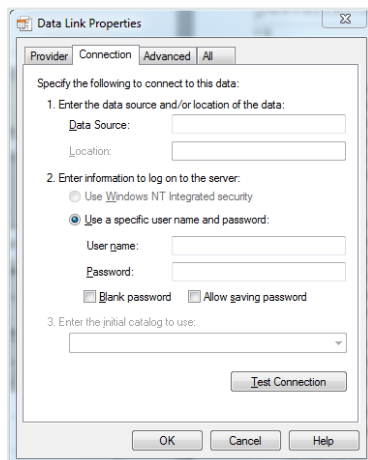 Data Link Properties
Provider Connection Advanced All
Specify the following to connect to this data:
1. Enter the data source and/or location of the data:
Data Source:
Location:
2. Enter information to log on to the server:
Use Windows NT Integrated security
Use a specific user name and password:
User name:
Password:
Blank password Allow saving password
3. Enter the initial catalog to use:
Test Connection
OK Cancel Help